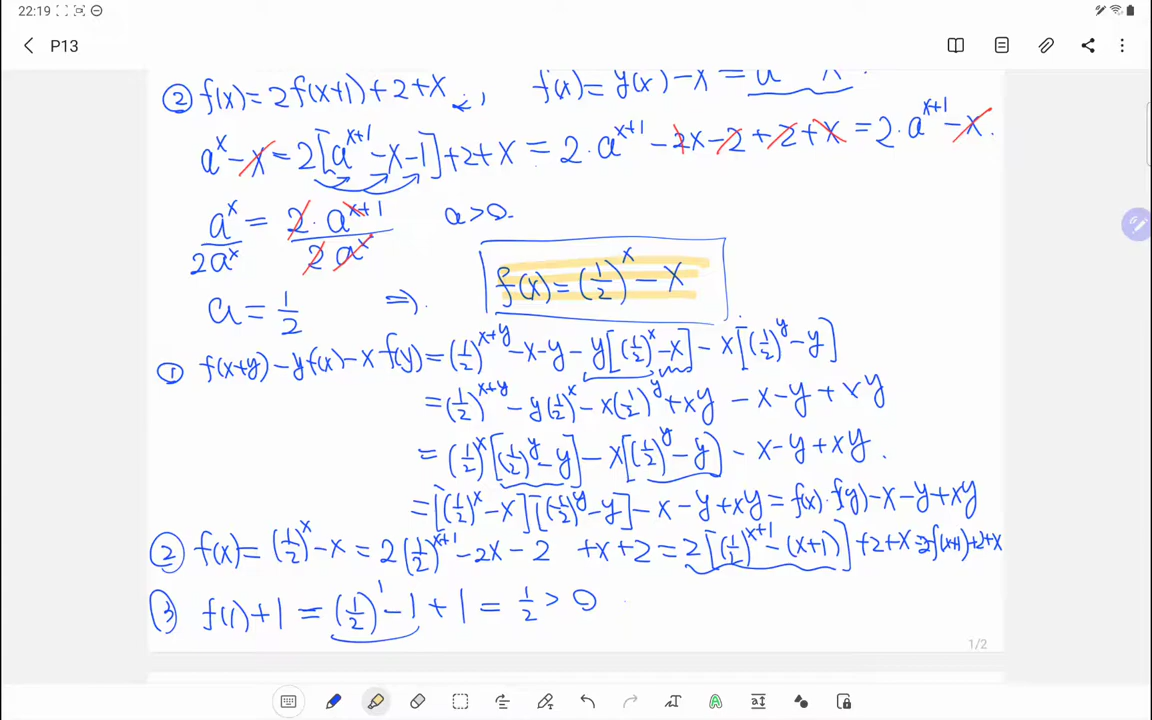 22:19
P13
② f(x) = 2f(x+1) + 2 + x , f(x) = g(x) - x = a^x - x
a^x - x = 2[a^{x+1} - x - 1] + 2 + x = 2·a^{x+1} - 2x - 2 + 2 + x = 2·a^{x+1} - x.
a^x / 2a^x = 2·a^{x+1} / 2a^x a > 0.
a = 1/2 ⇒. f(x) = (1/2)^x - x
① f(x+y) - yf(x) - x f(y) = (1/2)^{x+y} - x - y - y[(1/2)^x - x] - x[(1/2)^y - y]
= (1/2)^{x+y} - y(1/2)^x - x(1/2)^y + xy - x - y + xy
= (1/2)^x[(1/2)^y - y] - x[(1/2)^y - y] - x - y + xy.
= [(1/2)^x - x][(1/2)^y - y] - x - y + xy = f(x)·f(y) - x - y + xy
② f(x) = (1/2)^x - x = 2(1/2)^{x+1} - 2x - 2 + x + 2 = 2[(1/2)^{x+1} - (x+1)] + 2 + x = 2f(x+1) + 2 + x
③ f(1) + 1 = (1/2)^1 - 1 + 1 = 1/2 > 0
1/2